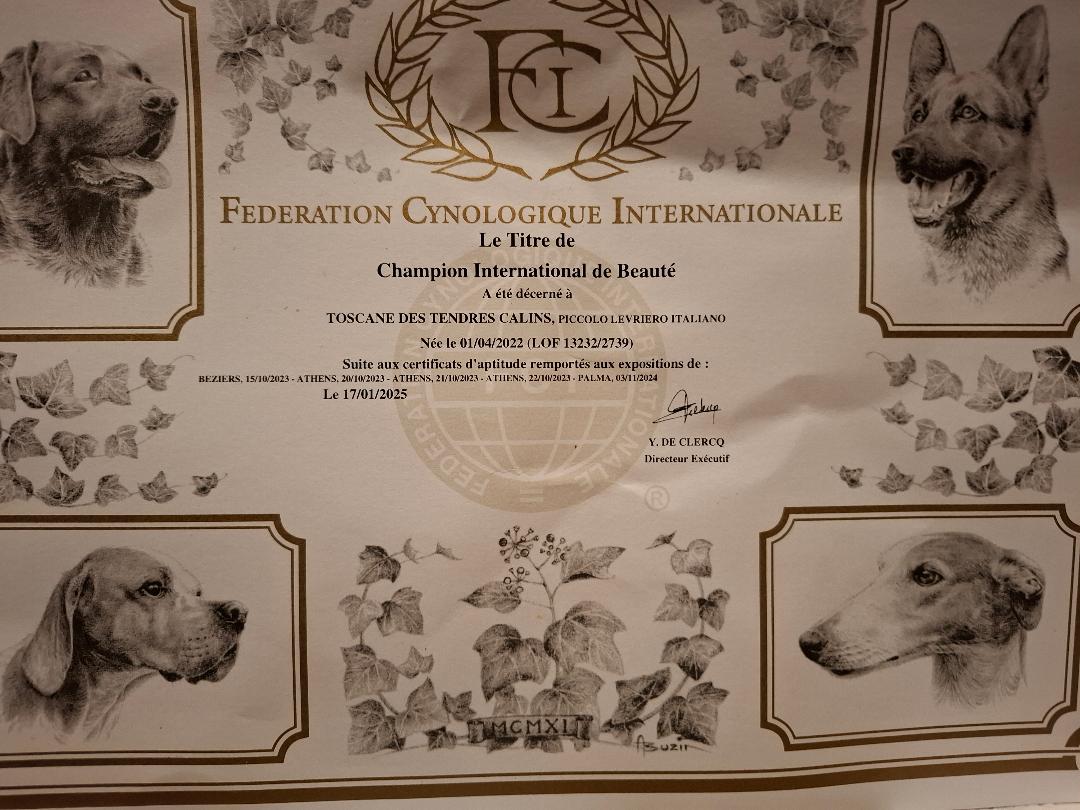 FCI
FEDERATION CYNOLOGIQUE INTERNATIONALE
Le Titre de
Champion International de Beauté
A été décerné à
TOSCANE DES TENDRES CALINS, PICCOLO LEVRIERO ITALIANO
Née le 01/04/2022 (LOF 13232/2739)
Suite aux certificats d'aptitude remportés aux expositions de :
BEZIERS, 15/10/2023 - ATHENS, 20/10/2023 - ATHENS, 21/10/2023 - ATHENS, 22/10/2023 - PALMA, 03/11/2024
Le 17/01/2025
Y. DE CLERCQ
Directeur Exécutif
®
MCMXI